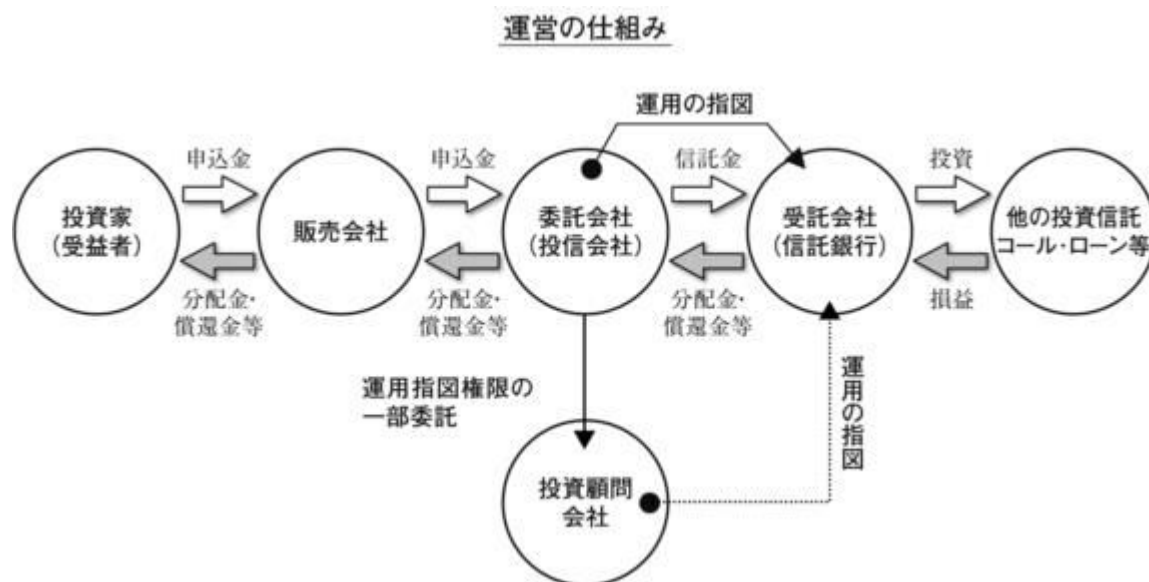 運営の仕組み
運用の指図
申込金
申込金
信託金
投資
投資家
(受益者)
販売会社
委託会社
(投信会社)
受託会社
(信託銀行)
他の投資信託
コール・ローン等
分配金・
償還金等
分配金・
償還金等
分配金・
償還金等
損益
運用指図権限の
一部委託
運用の指図
投資顧問
会社